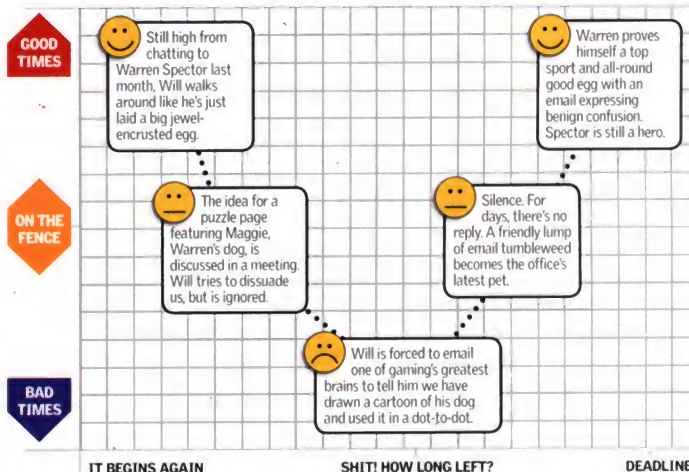 GOOD
TIMES
Still high from
chatting to
Warren Spector last
month, Will walks
around like he's just
laid a big jewel-
encrusted egg.
Warren proves
himself a top
sport and all-round
good egg with an
email expressing
benign confusion.
Spector is still a hero.
ON THE
FENCE
The idea for a
puzzle page
featuring Maggie,
Warren's dog, is
discussed in a meeting.
Will tries to dissuade
us, but is ignored.
Silence. For
days, there's no
reply. A friendly lump
of email tumbleweed
becomes the office's
latest pet.
BAD
TIMES
Will is forced to email
one of gaming's greatest
brains to tell him we have
drawn a cartoon of his dog
and used it in a dot-to-dot.
IT BEGINS AGAIN
SHIT! HOW LONG LEFT?
DEADLINE